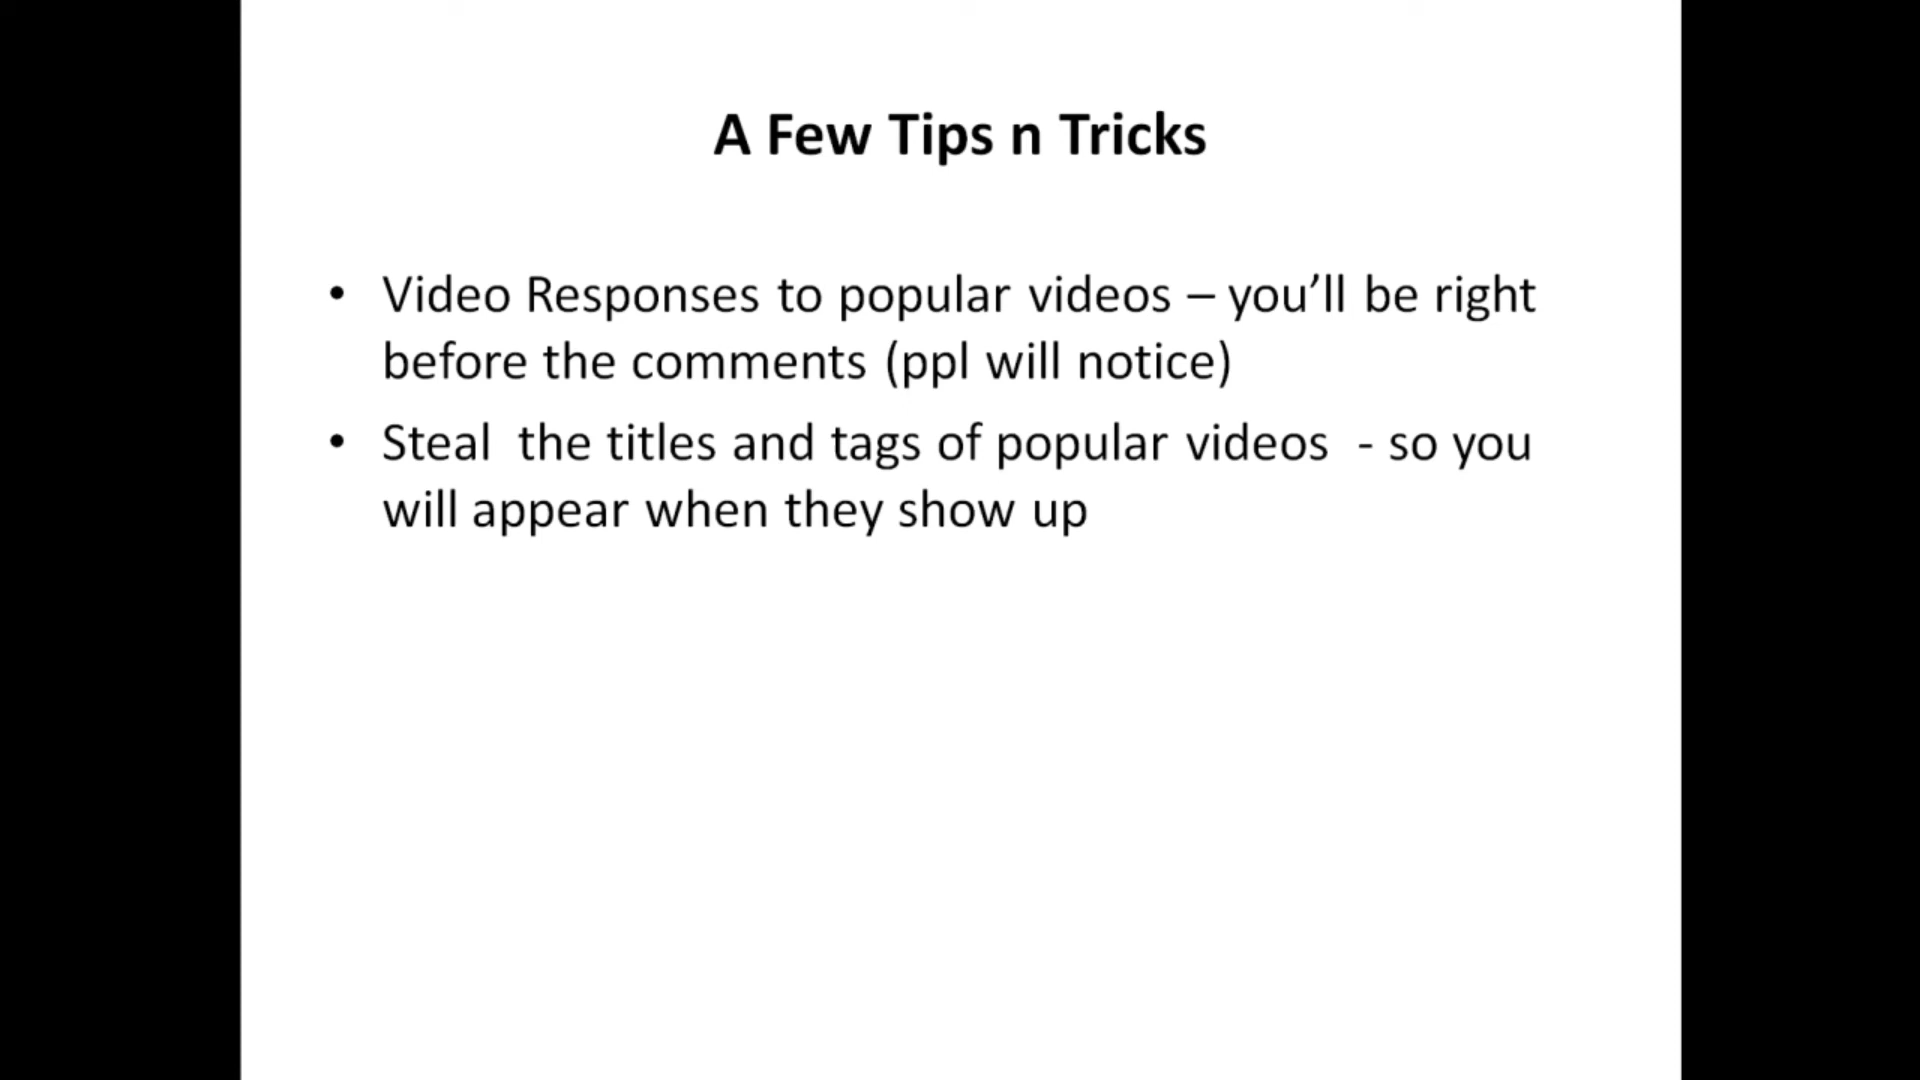 A Few Tips n Tricks
• Video Responses to popular videos – you’ll be right
before the comments (ppl will notice)
• Steal  the titles and tags of popular videos  - so you
will appear when they show up